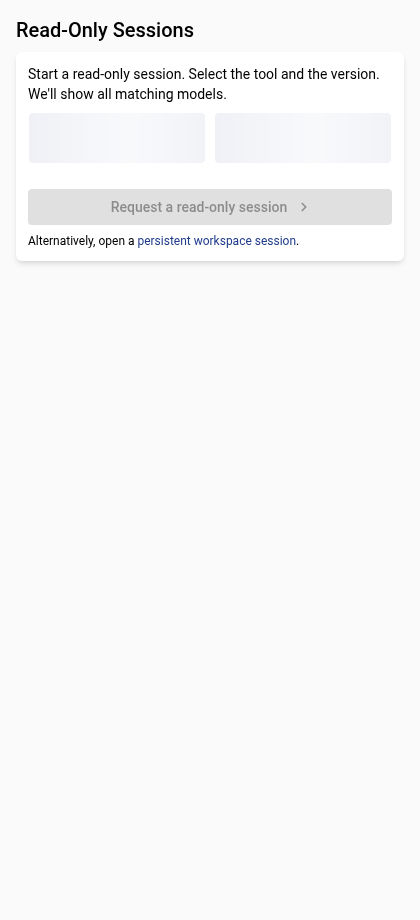 Read-Only Sessions
Start a read-only session. Select the tool and the version.
We'll show all matching models.
Request a read-only session
Alternatively, open a persistent workspace session.